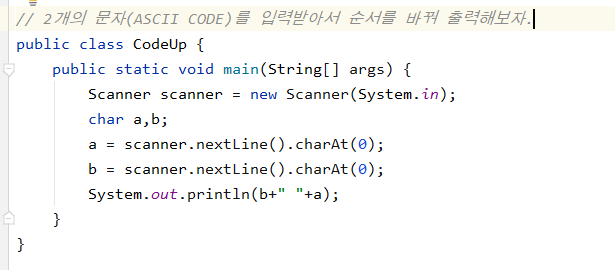 // 2개의 문자(ASCII CODE)를 입력받아서 순서를 바꿔 출력해보자.
public class CodeUp {
public static void main(String[] args) {
Scanner scanner = new Scanner(System.in);
char a,b;
a = scanner.nextLine().charAt(0);
b = scanner.nextLine().charAt(0);
System.out.println(b+" "+a);
}
}